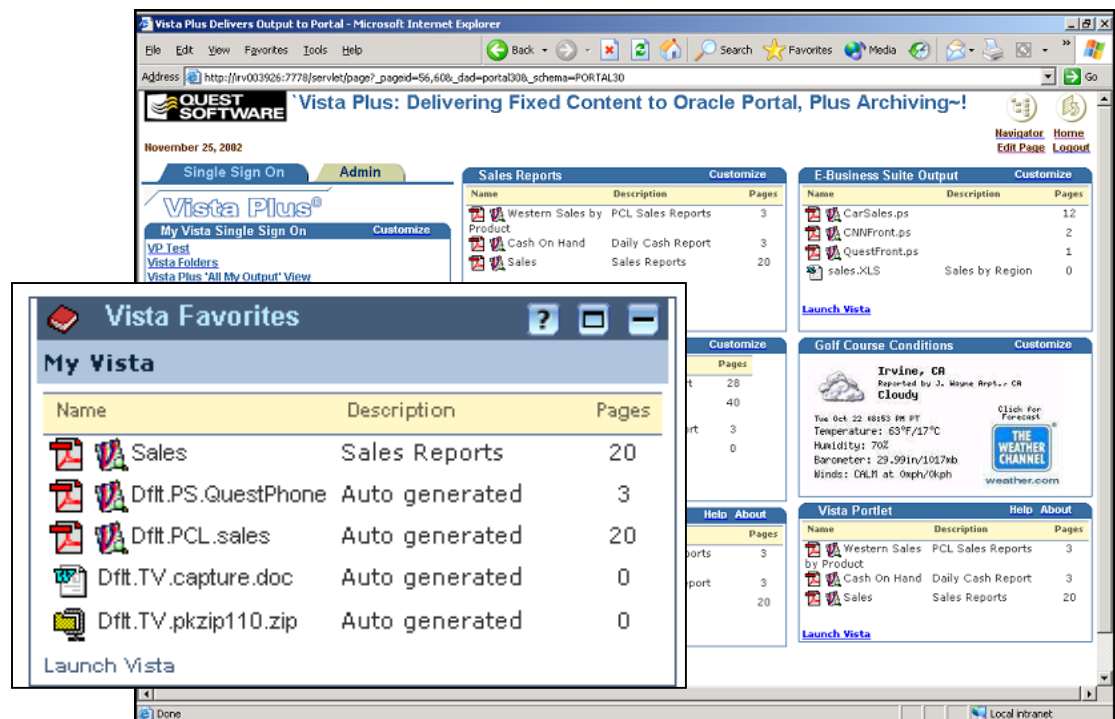 Vista Plus Delivers Output to Portal - Microsoft Internet Explorer
File Edit View Favorites Tools Help
Back Search Favorites Media
Address http://irv003926:7778/servlet/page?_pageid=56,60&_dad=portal30&_schema=PORTAL30 Go
QUEST SOFTWARE
`Vista Plus: Delivering Fixed Content to Oracle Portal, Plus Archiving~!
Navigator Home
Edit Page Logout
November 25, 2002
Single Sign On Admin
Vista Plus®
My Vista Single Sign On Customize
VP Test
Vista Folders
Vista Plus 'All My Output' View
Sales Reports Customize
Name Description Pages
Western Sales by Product PCL Sales Reports 3
Cash On Hand Daily Cash Report 3
Sales Sales Reports 20
E-Business Suite Output Customize
Name Description Pages
CarSales.ps 12
CNNFront.ps 2
QuestFront.ps 1
sales.XLS Sales by Region 0
Launch Vista
Vista Favorites ?
My Vista
Name Description Pages
Sales Sales Reports 20
Dflt.PS.QuestPhone Auto generated 3
Dflt.PCL.sales Auto generated 20
Dflt.TV.capture.doc Auto generated 0
Dflt.TV.pkzip110.zip Auto generated 0
Launch Vista
Customize
Pages
28
40
3
0
Help About
Pages
3
3
20
Golf Course Conditions Customize
Irvine, CA
Reported by J. Wayne Arpt., CA
Cloudy
Tue Oct 22 08:53 PM PT
Temperature: 63°F/17°C
Humidity: 70%
Barometer: 29.99in/1017mb
Winds: CALM at 0mph/0kph
Click For
Forecast
THE
WEATHER
CHANNEL
weather.com
Vista Portlet Help About
Name Description Pages
Western Sales by Product PCL Sales Reports 3
Cash On Hand Daily Cash Report 3
Sales Sales Reports 20
Launch Vista
Done Local intranet